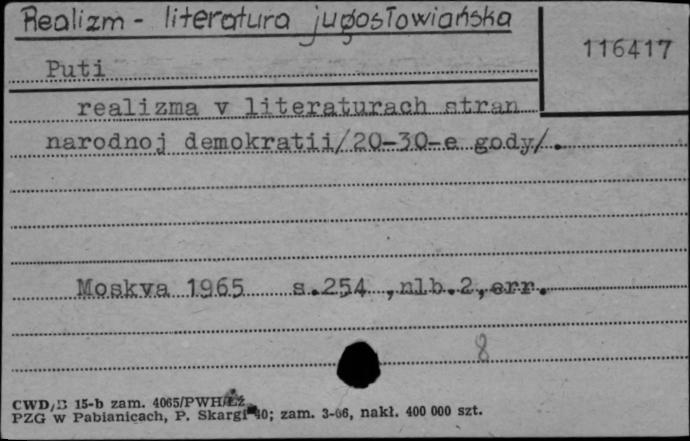 Realizm - literatura jugosłowiańska
116417
Puti
realizma v literaturach stran
narodnoj demokratii/20-30-e gody/.
Moskva 1965 s.254 ,nlb.2,err.
8
CWD/B 15-b zam. 4065/PWH/Łź
PZG w Pabianicach, P. Skargi 40; zam. 3-66, nakł. 400 000 szt.